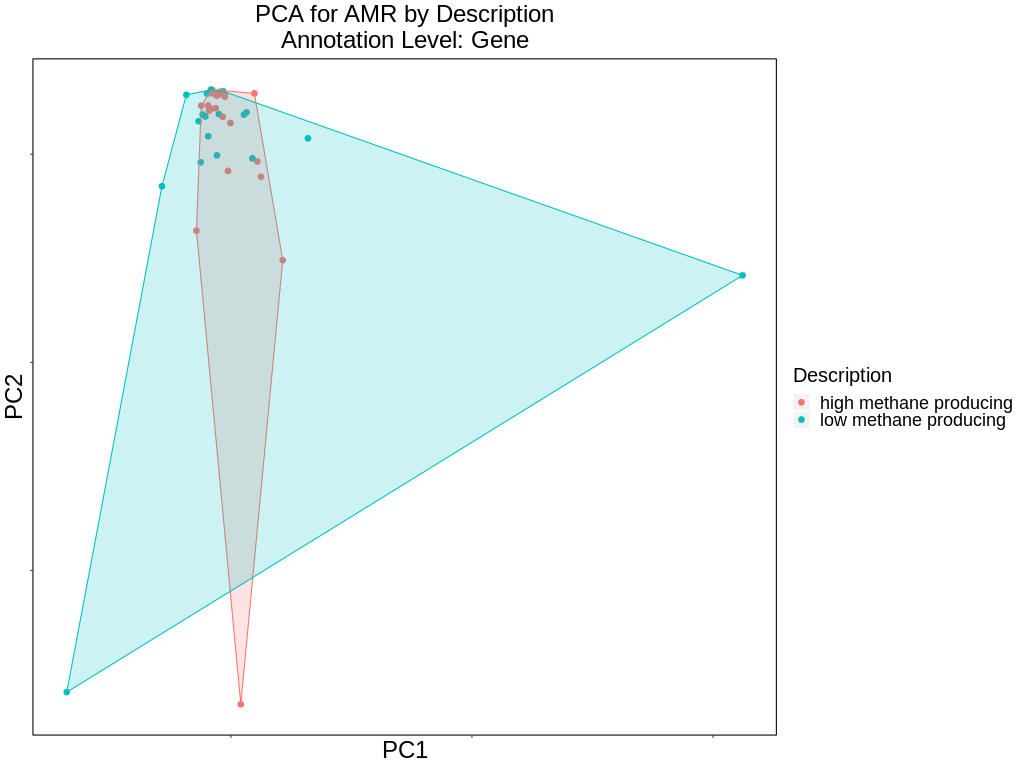 PCA for AMR by Description
Annotation Level: Gene
PC2
PC1
Description
high methane producing
low methane producing